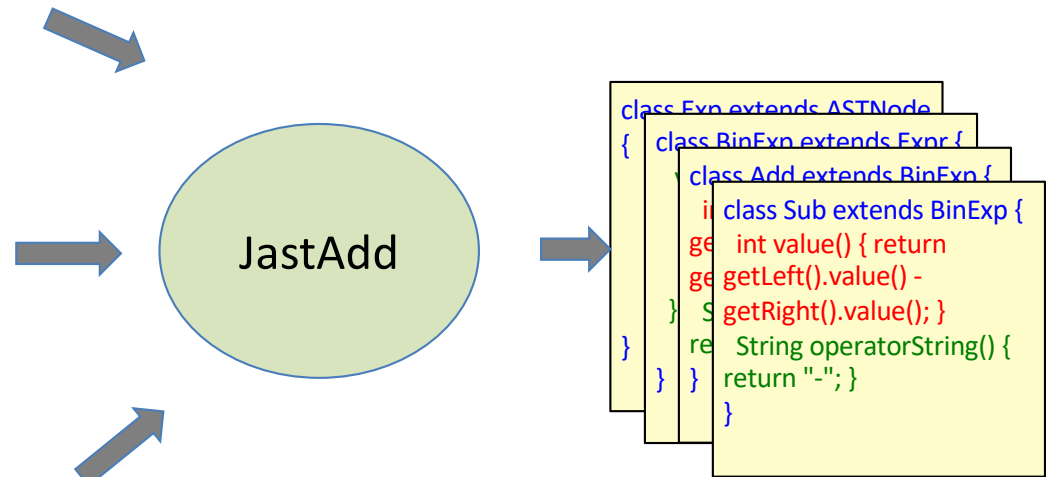 JastAdd
class Exp extends ASTNode
{
}
class BinExp extends Expr {
}
}
class Add extends BinExp {
}
class Sub extends BinExp {
int value() { return
getLeft().value() -
getRight().value(); }
String operatorString() {
return "-"; }
}